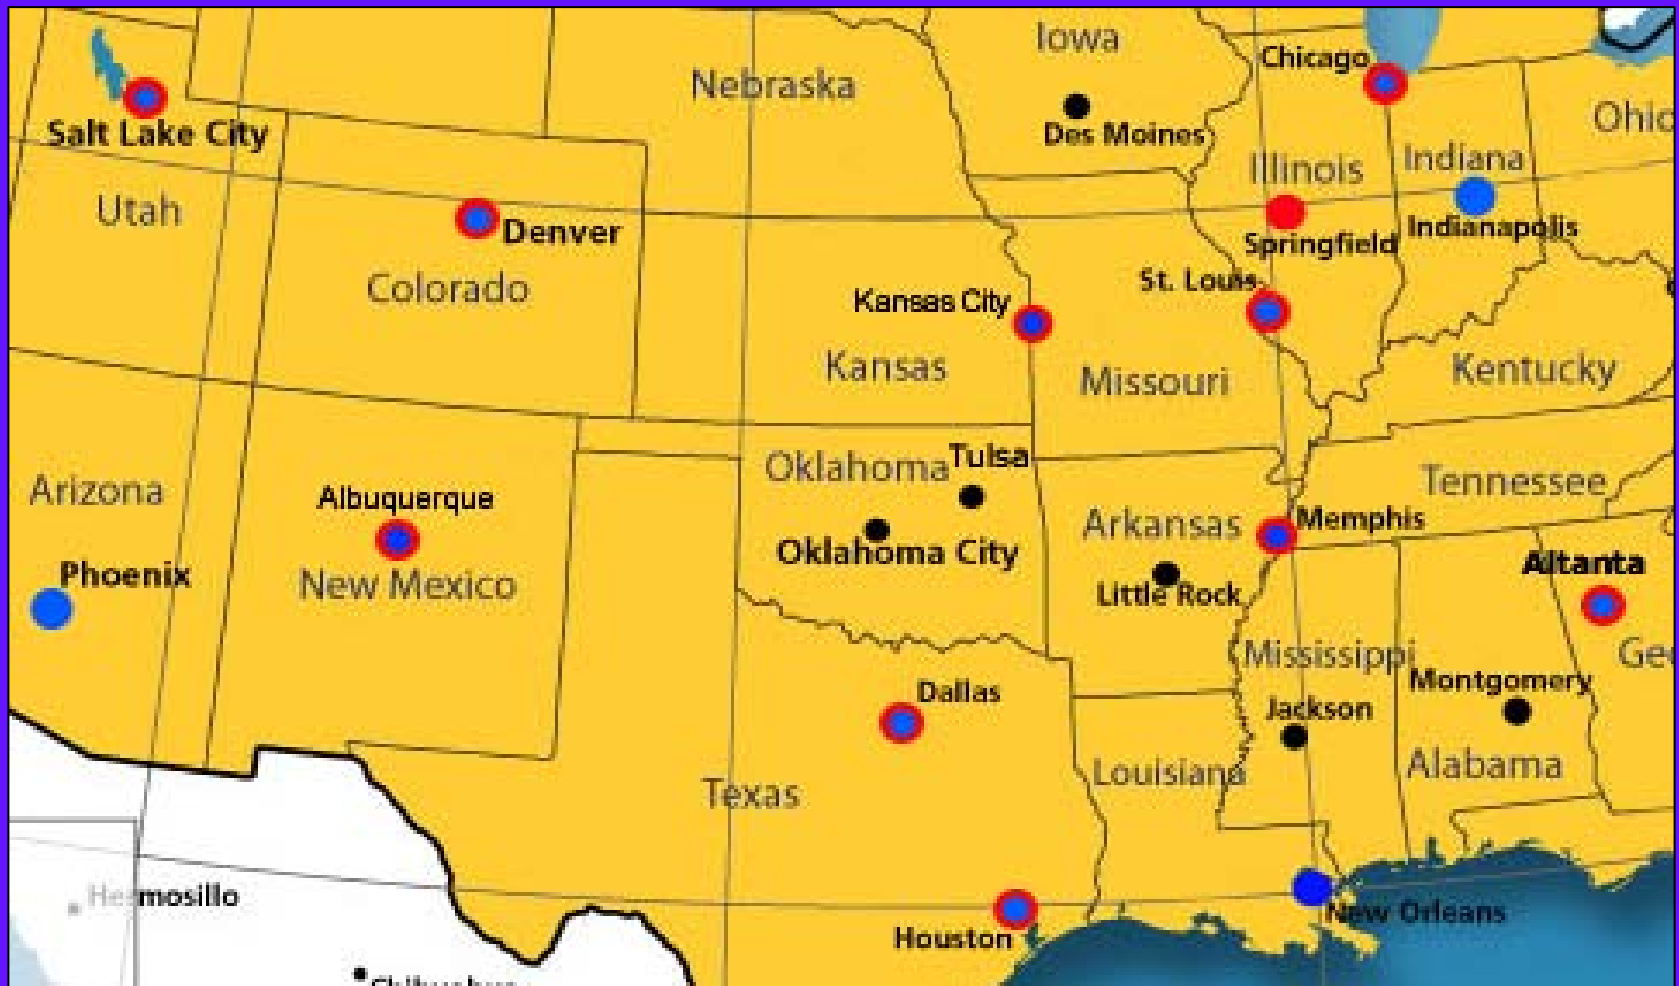 Iowa
Chicago
Nebraska
Des Moines
Ohio
Salt Lake City
Illinois
Indiana
Utah
Denver
Springfield
Indianapolis
Colorado
St. Louis
Kansas City
Kansas
Missouri
Kentucky
Arizona
Albuquerque
Oklahoma
Tulsa
Tennessee
Phoenix
New Mexico
Oklahoma City
Arkansas
Memphis
Little Rock
Altanta
Mississippi
Geo
Dallas
Montgomery
Jackson
Texas
Louisiana
Alabama
Hermosillo
Houston
New Orleans